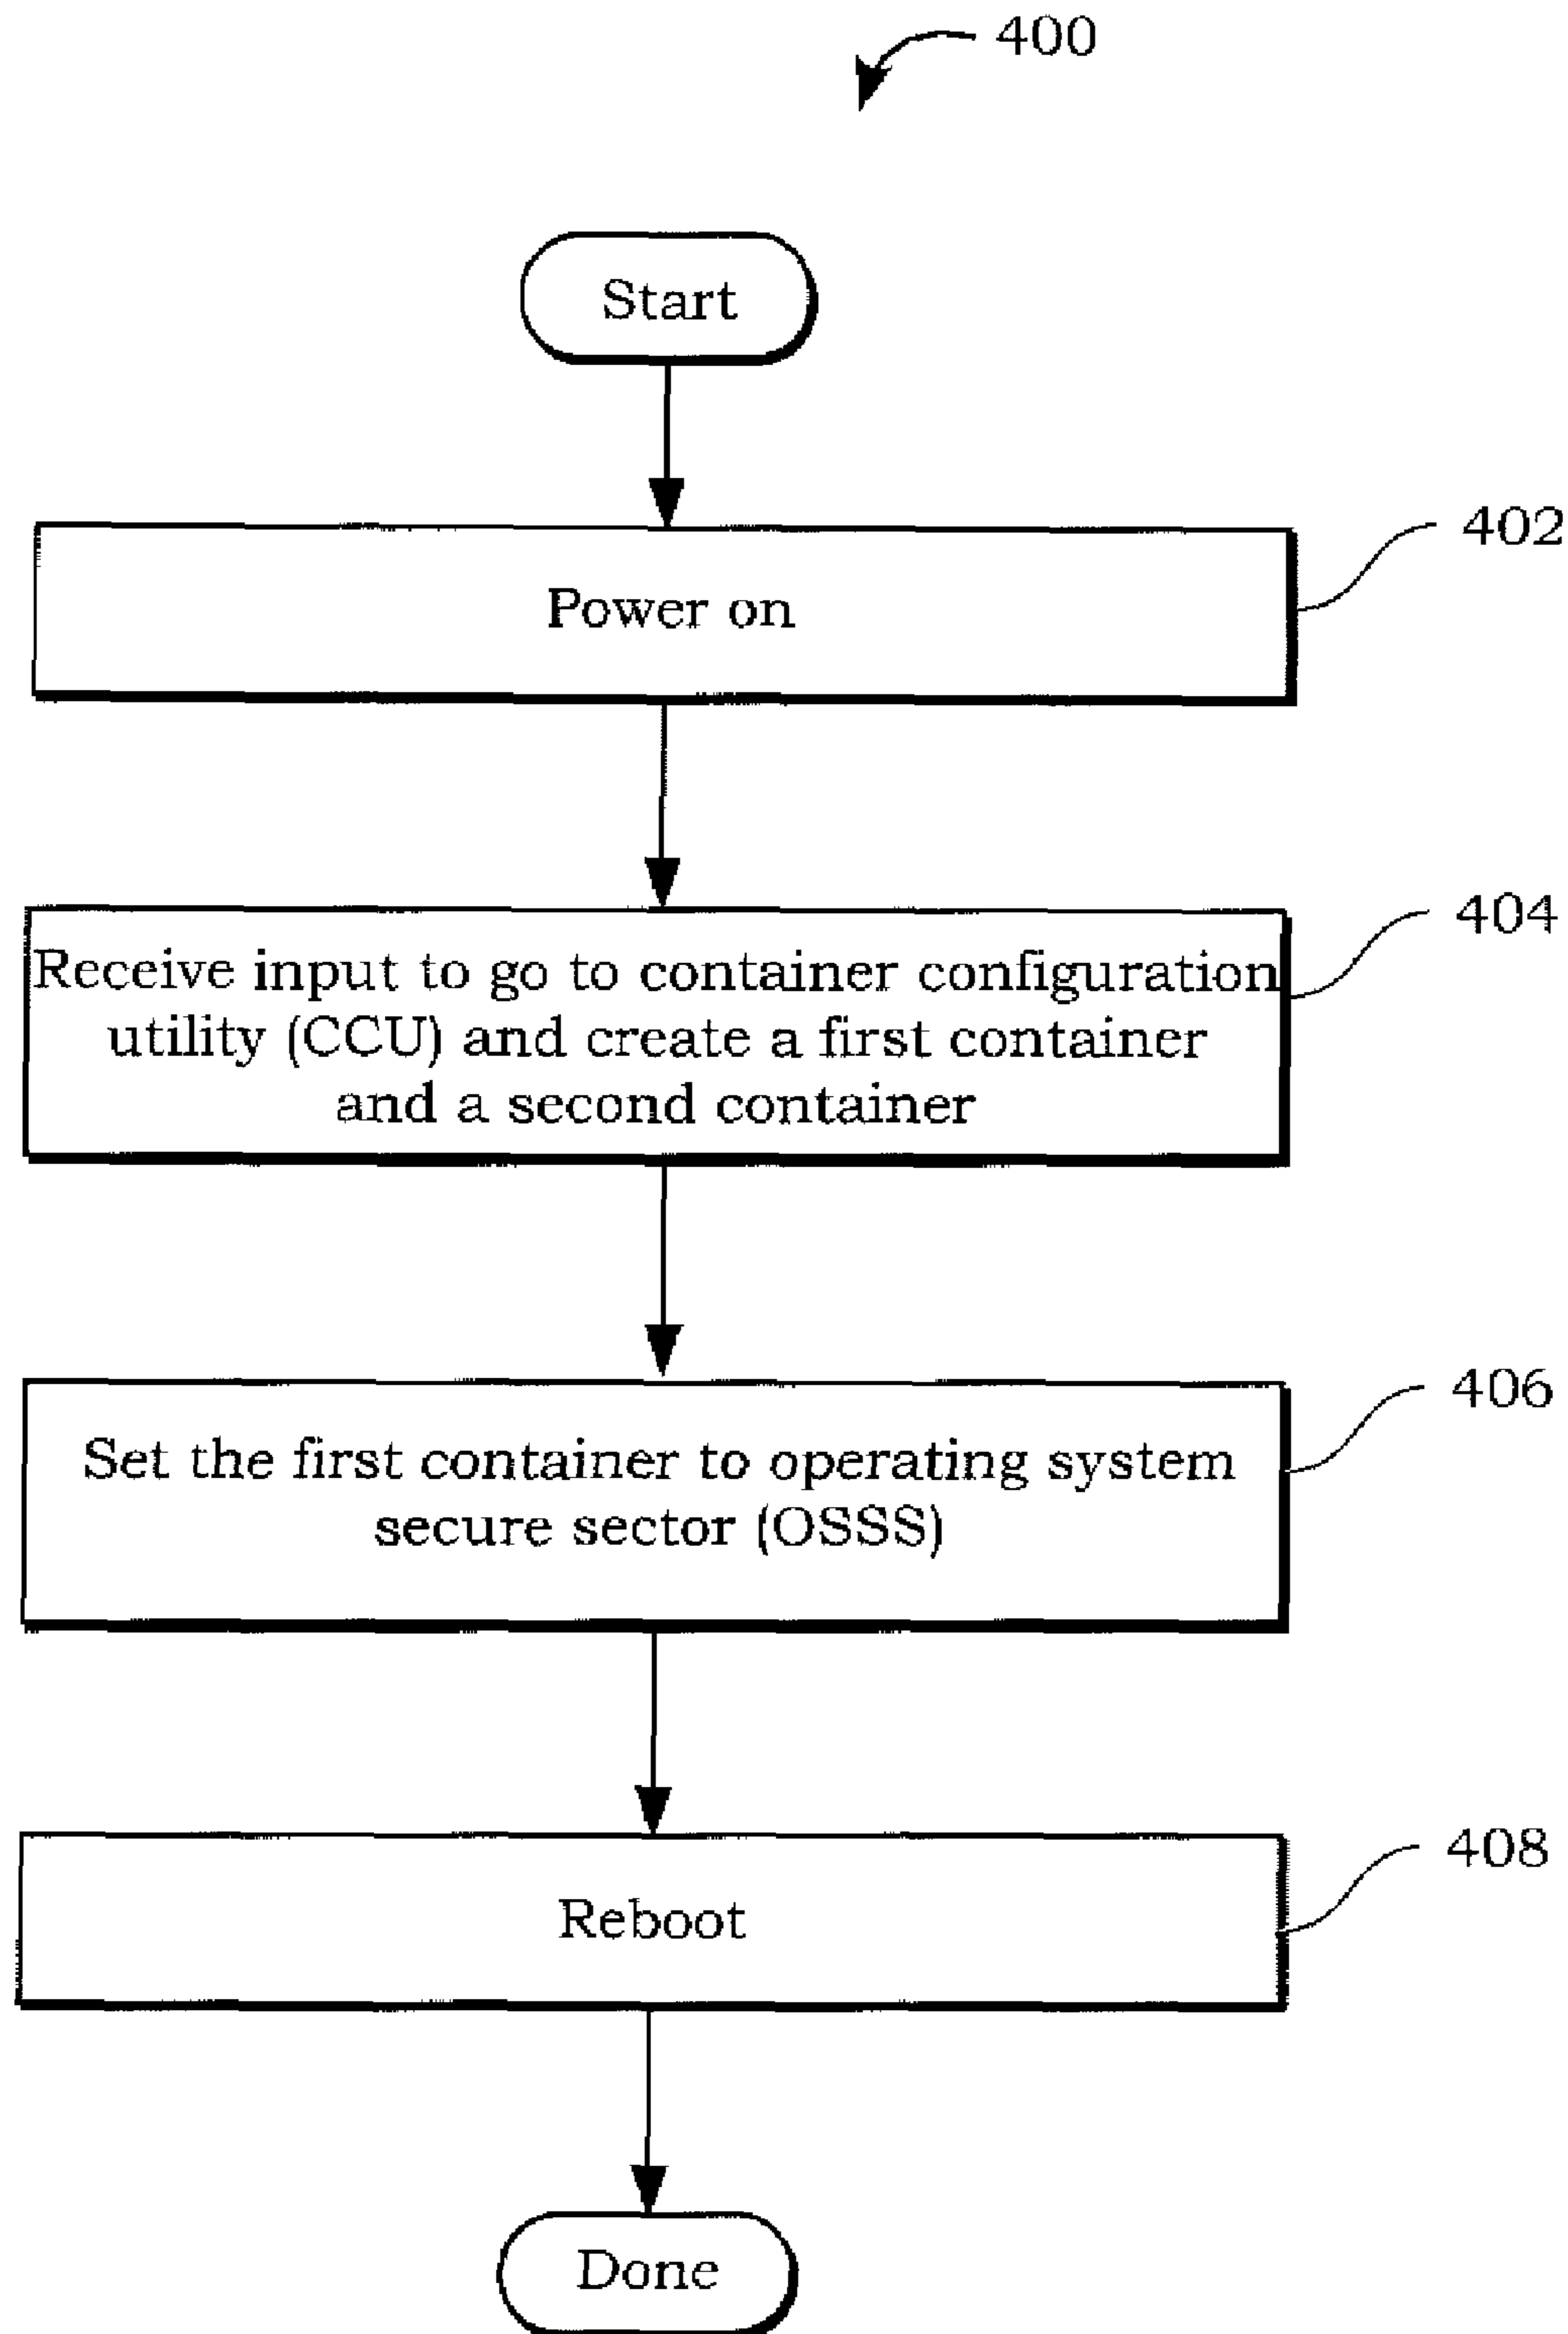 400
Start
402
Power on
404
Receive input to go to container configuration
utility (CCU) and create a first container
and a second container
406
Set the first container to operating system
secure sector (OSSS)
408
Reboot
Done